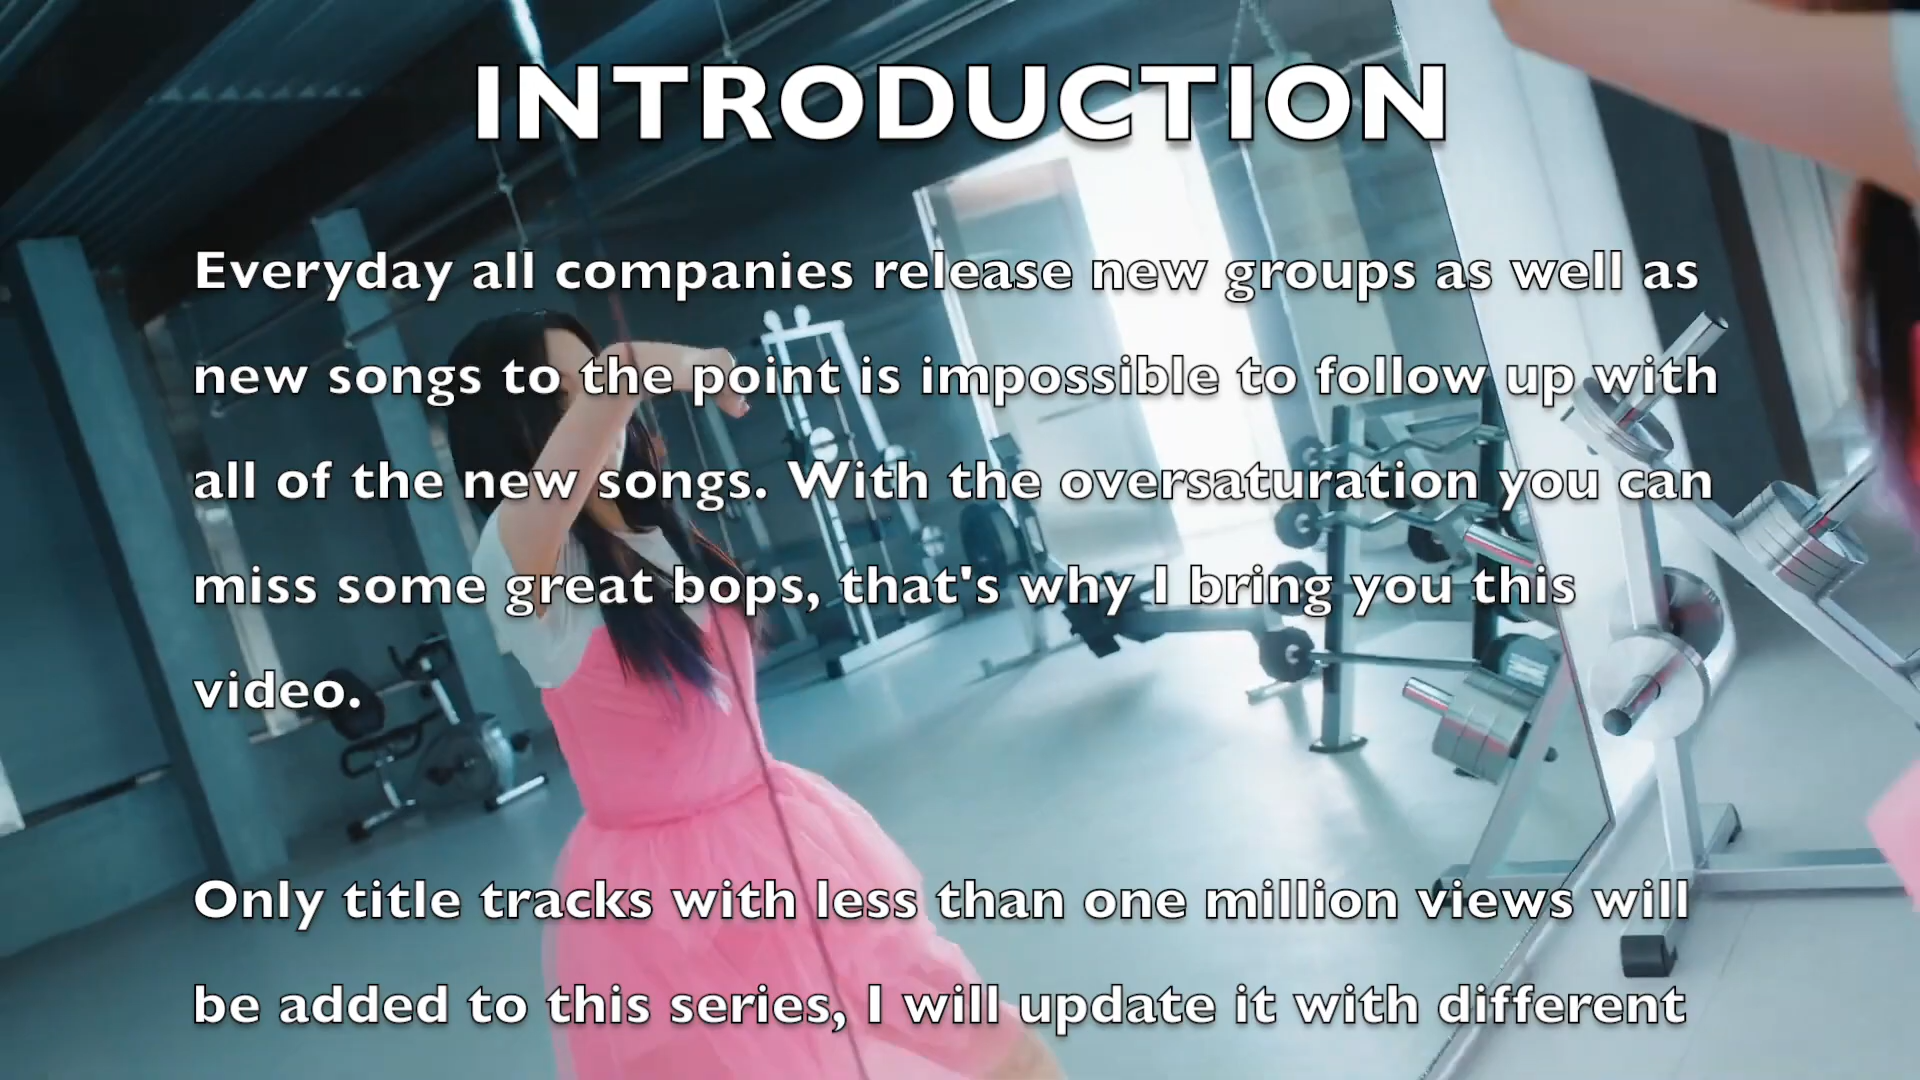 INTRODUCTION
Everyday all companies release new groups as well as
new songs to the point is impossible to follow up with
all of the new songs. With the oversaturation you can
miss some great bops, that's why I bring you this
video.
Only title tracks with less than one million views will
be added to this series, I will update it with different